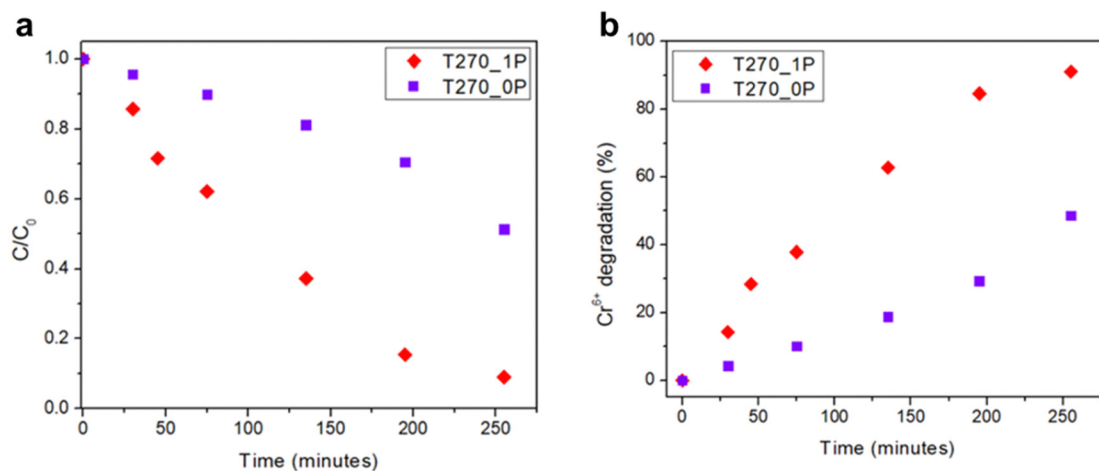 a
1.0
0.8
0.6
0.4
0.2
0.0
C/C₀
T270_1P
T270_0P
0 50 100 150 200 250
Time (minutes)
b
100
80
60
40
20
0
Cr⁶⁺ degradation (%)
T270_1P
T270_0P
0 50 100 150 200 250
Time (minutes)